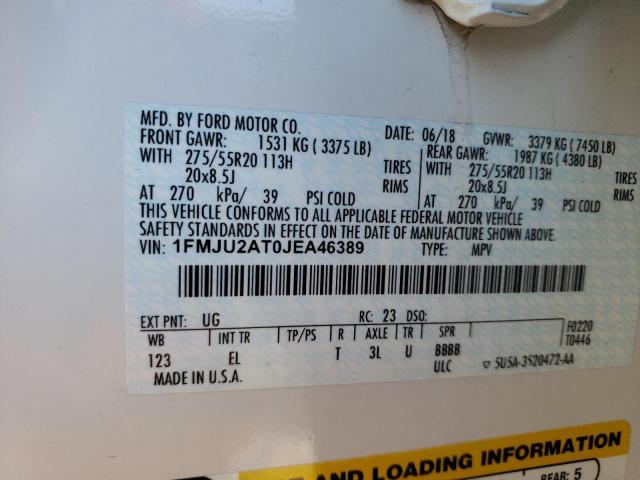 MFD. BY FORD MOTOR CO.
DATE: 06/18 GVWR: 3379 KG ( 7450 LB)
FRONT GAWR: 1531 KG ( 3375 LB)
REAR GAWR: 1987 KG ( 4380 LB)
WITH 275/55R20 113H TIRES
WITH 275/55R20 113H TIRES
20x8.5J RIMS
20x8.5J RIMS
AT 270 kPa/ 39 PSI COLD
AT 270 kPa/ 39 PSI COLD
THIS VEHICLE CONFORMS TO ALL APPLICABLE FEDERAL MOTOR VEHICLE
SAFETY STANDARDS IN EFFECT ON THE DATE OF MANUFACTURE SHOWN ABOVE.
VIN: 1FMJU2AT0JEA46389 TYPE: MPV
EXT PNT: UG RC: 23 DSO:
WB INT TR TP/PS R AXLE TR SPR
F0220
T0446
123 EL T 3L U BBBB
ULC
▽ 5U5A-3520472-AA
MADE IN U.S.A.
AND LOADING INFORMATION
REAR: 5